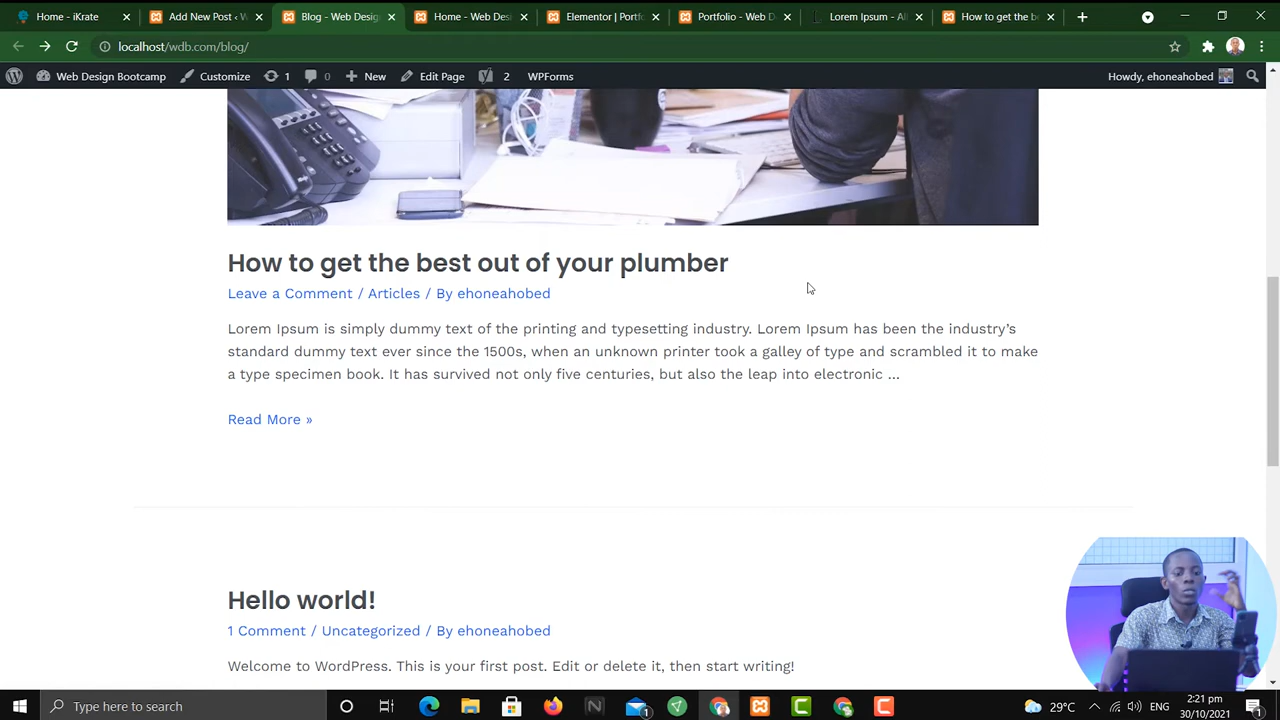 Home - iKrate
Add New Post ‹ W
Blog - Web Desig
Home - Web Desi
Elementor | Portfo
Portfolio - Web D
Lorem Ipsum - All
How to get the be
localhost/wdb.com/blog/
Web Design Bootcamp
Customize
1
0
New
Edit Page
2
WPForms
Howdy, ehoneahobed
How to get the best out of your plumber
Leave a Comment / Articles / By ehoneahobed
Lorem Ipsum is simply dummy text of the printing and typesetting industry. Lorem Ipsum has been the industry’s
standard dummy text ever since the 1500s, when an unknown printer took a galley of type and scrambled it to make
a type specimen book. It has survived not only five centuries, but also the leap into electronic …
Read More »
Hello world!
1 Comment / Uncategorized / By ehoneahobed
Welcome to WordPress. This is your first post. Edit or delete it, then start writing!
Type here to search
1
29°C
ENG
2:21 pm
30/10/2021
1